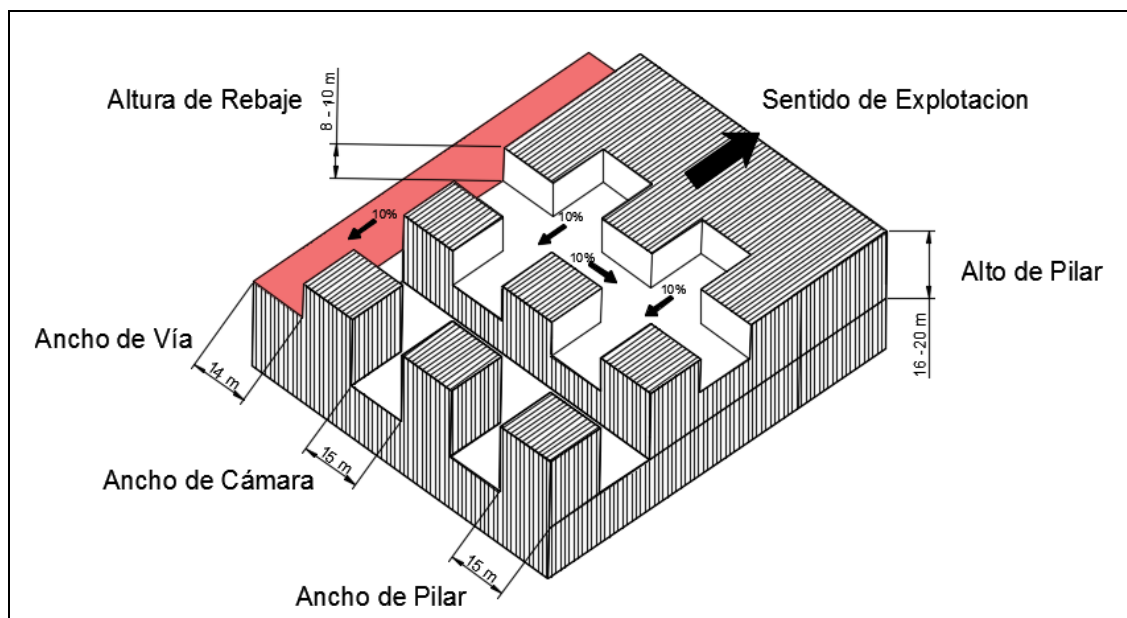 Altura de Rebaje
8 -10 m
Sentido de Explotacion
10%
10%
10%
10%
Alto de Pilar
16 -20 m
Ancho de Vía
14 m
Ancho de Cámara
15 m
Ancho de Pilar
15 m